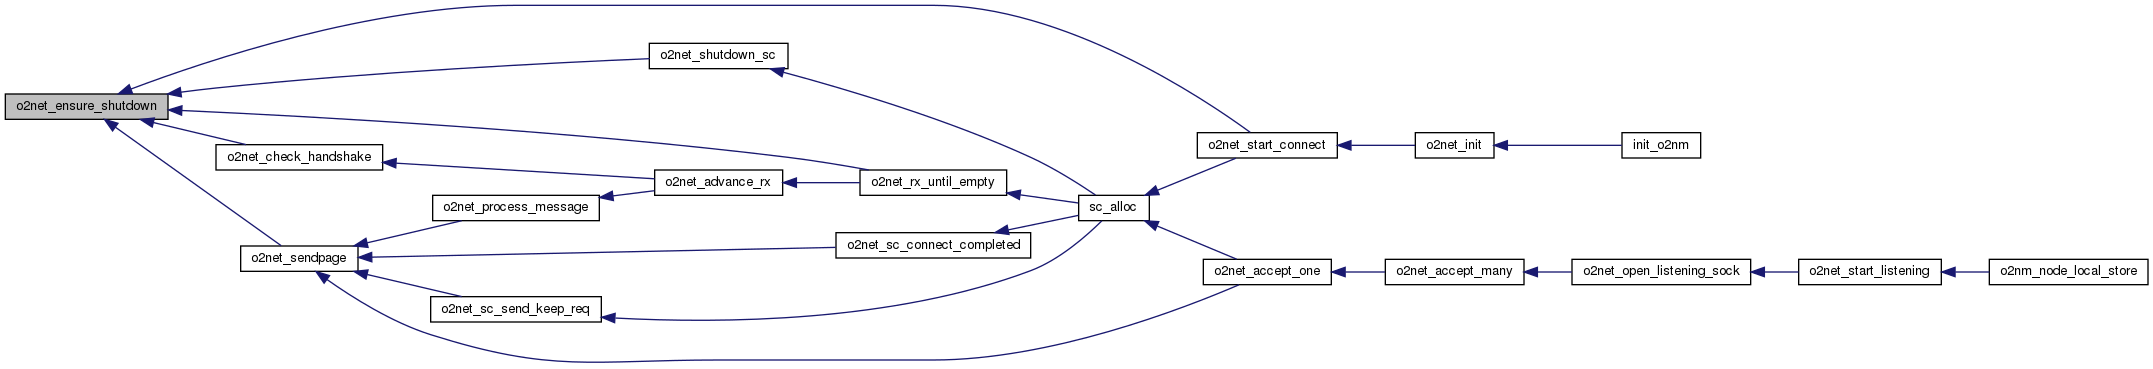 o2net_ensure_shutdown
o2net_shutdown_sc
o2net_check_handshake
o2net_sendpage
o2net_process_message
o2net_sc_send_keep_req
o2net_advance_rx
o2net_rx_until_empty
o2net_sc_connect_completed
sc_alloc
o2net_start_connect
o2net_init
init_o2nm
o2net_accept_one
o2net_accept_many
o2net_open_listening_sock
o2net_start_listening
o2nm_node_local_store